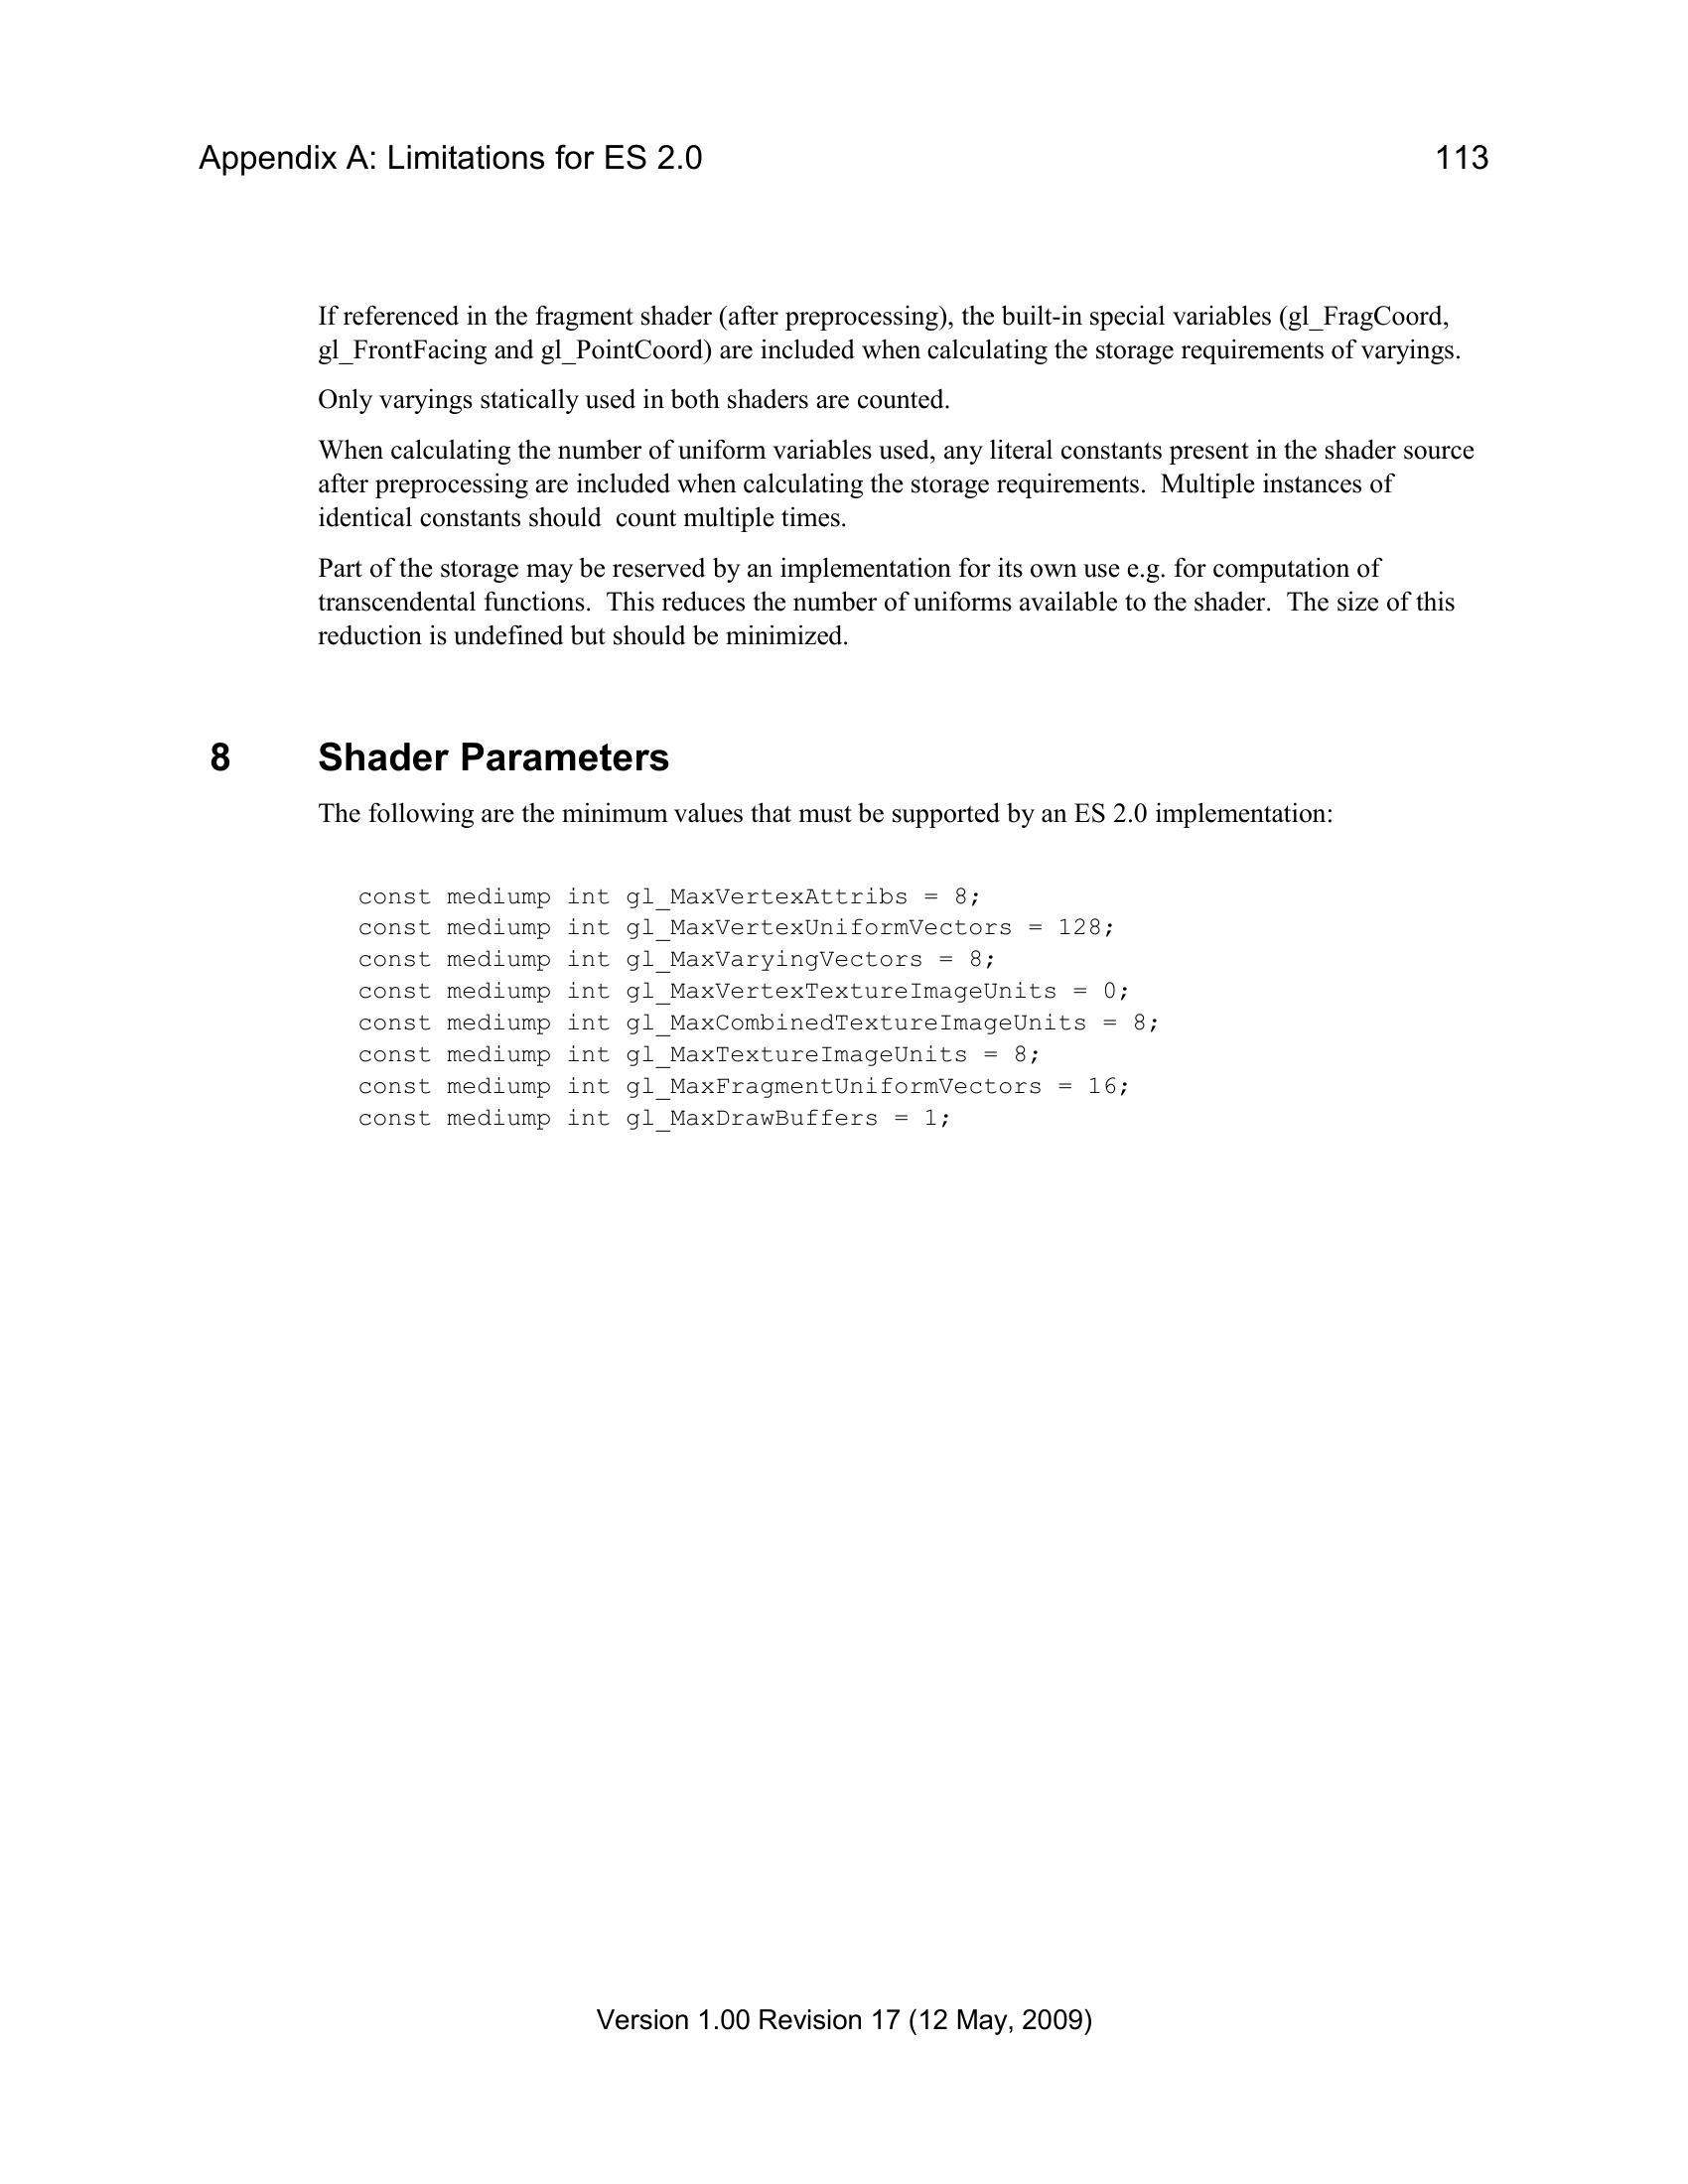 Appendix A: Limitations for ES 2.0 113
If referenced in the fragment shader (after preprocessing), the built-in special variables (gl_FragCoord,
gl_FrontFacing and gl_PointCoord) are included when calculating the storage requirements of varyings.
Only varyings statically used in both shaders are counted.
When calculating the number of uniform variables used, any literal constants present in the shader source
after preprocessing are included when calculating the storage requirements.  Multiple instances of
identical constants should  count multiple times.
Part of the storage may be reserved by an implementation for its own use e.g. for computation of
transcendental functions.  This reduces the number of uniforms available to the shader.  The size of this
reduction is undefined but should be minimized.
8 Shader Parameters
The following are the minimum values that must be supported by an ES 2.0 implementation:
const mediump int gl_MaxVertexAttribs = 8;
const mediump int gl_MaxVertexUniformVectors = 128;
const mediump int gl_MaxVaryingVectors = 8;
const mediump int gl_MaxVertexTextureImageUnits = 0;
const mediump int gl_MaxCombinedTextureImageUnits = 8;
const mediump int gl_MaxTextureImageUnits = 8;
const mediump int gl_MaxFragmentUniformVectors = 16;
const mediump int gl_MaxDrawBuffers = 1;
Version 1.00 Revision 17 (12 May, 2009)